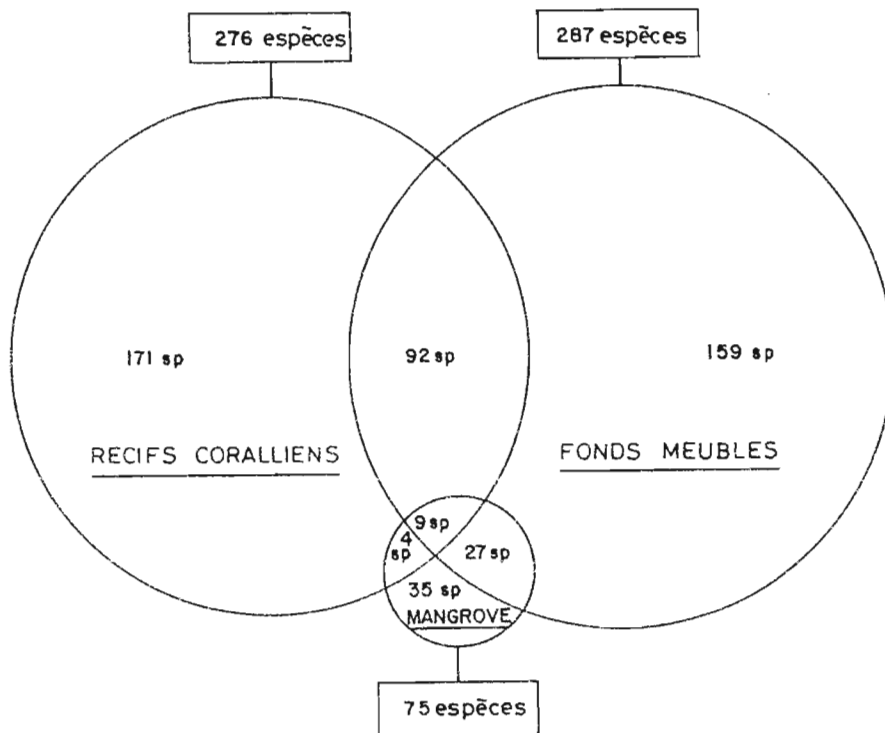 276 espèces
287 espèces
171 sp
92 sp
159 sp
RECIFS CORALLIENS
FONDS MEUBLES
9 sp
4
sp
27 sp
35 sp
MANGROVE
75 espèces